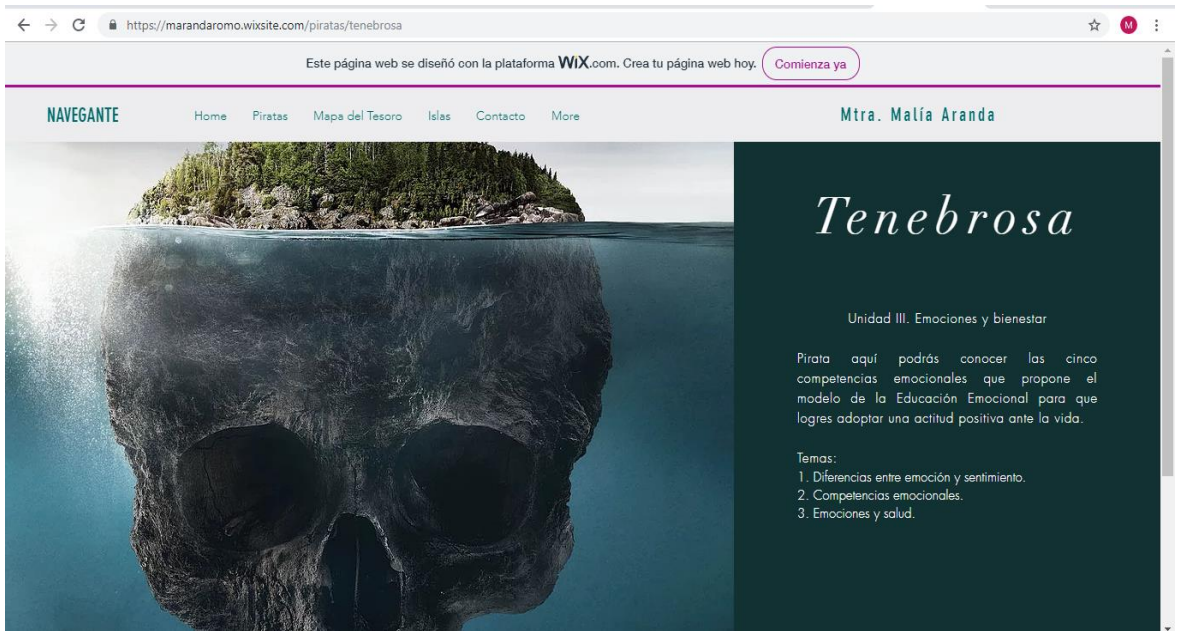 https://marandaromo.wixsite.com/piratas/tenebrosa
M
Este página web se diseñó con la plataforma WiX.com. Crea tu página web hoy. Comienza ya
NAVEGANTE Home Piratas Mapa del Tesoro Islas Contacto More Mtra. Malía Aranda
Tenebrosa
Unidad III. Emociones y bienestar
Pirata aquí podrás conocer las cinco
competencias emocionales que propone el
modelo de la Educación Emocional para que
logres adoptar una actitud positiva ante la vida.
Temas:
1. Diferencias entre emoción y sentimiento.
2. Competencias emocionales.
3. Emociones y salud.